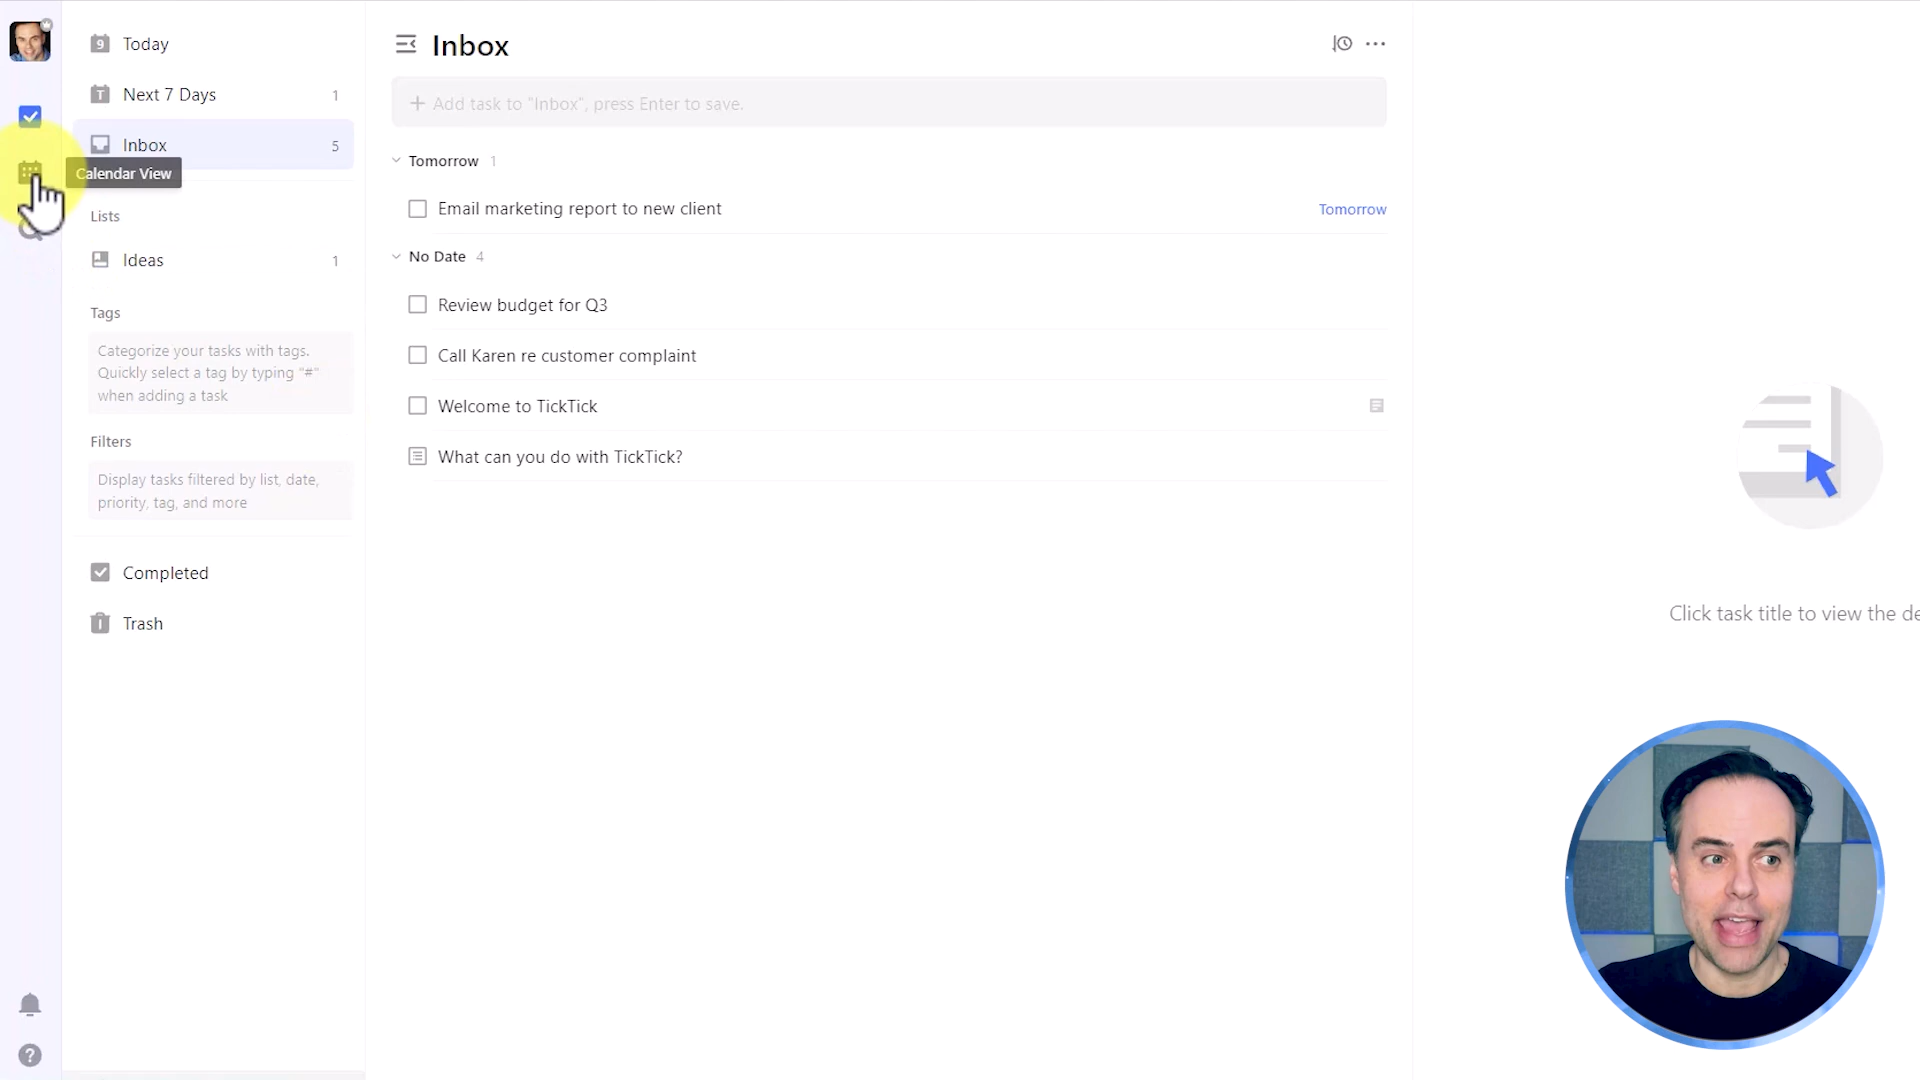 Today
Next 7 Days 1
Inbox 5
Calendar View
Lists
Ideas 1
Tags
Categorize your tasks with tags.
Quickly select a tag by typing "#"
when adding a task
Filters
Display tasks filtered by list, date,
priority, tag, and more
Completed
Trash
Inbox
+ Add task to "Inbox", press Enter to save.
Tomorrow 1
Email marketing report to new client Tomorrow
No Date 4
Review budget for Q3
Call Karen re customer complaint
Welcome to TickTick
What can you do with TickTick?
Click task title to view the de